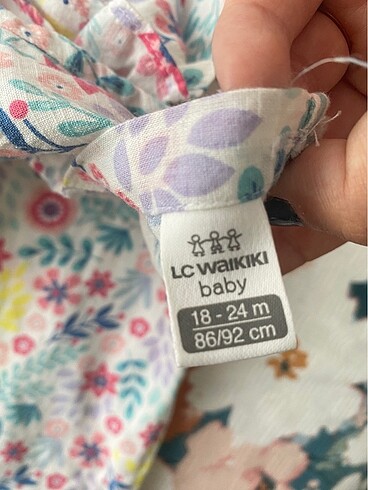 LC WAIKIKI
baby
18 - 24 m
86/92 cm